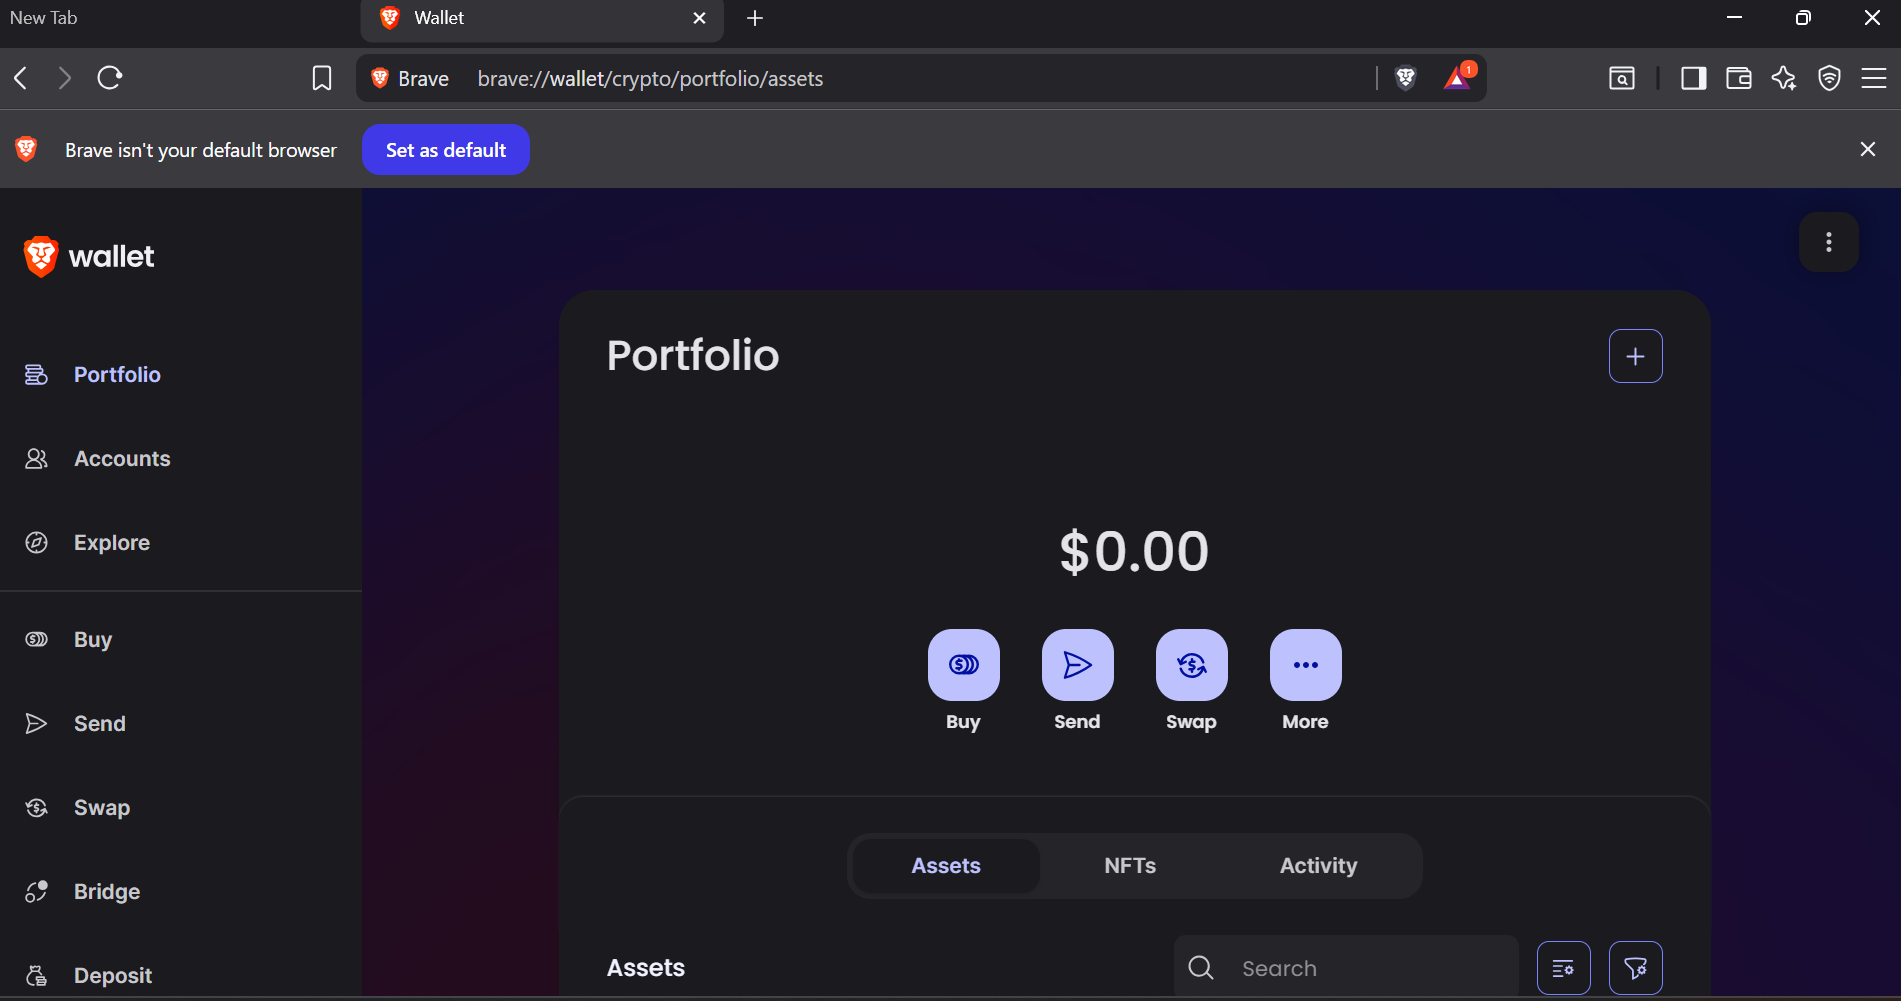 New Tab
Wallet
Brave
brave://wallet/crypto/portfolio/assets
1
Brave isn't your default browser
Set as default
wallet
Portfolio
Accounts
Explore
Buy
Send
Swap
Bridge
Deposit
Portfolio
$0.00
Buy
Send
Swap
More
Assets
NFTs
Activity
Assets
Search